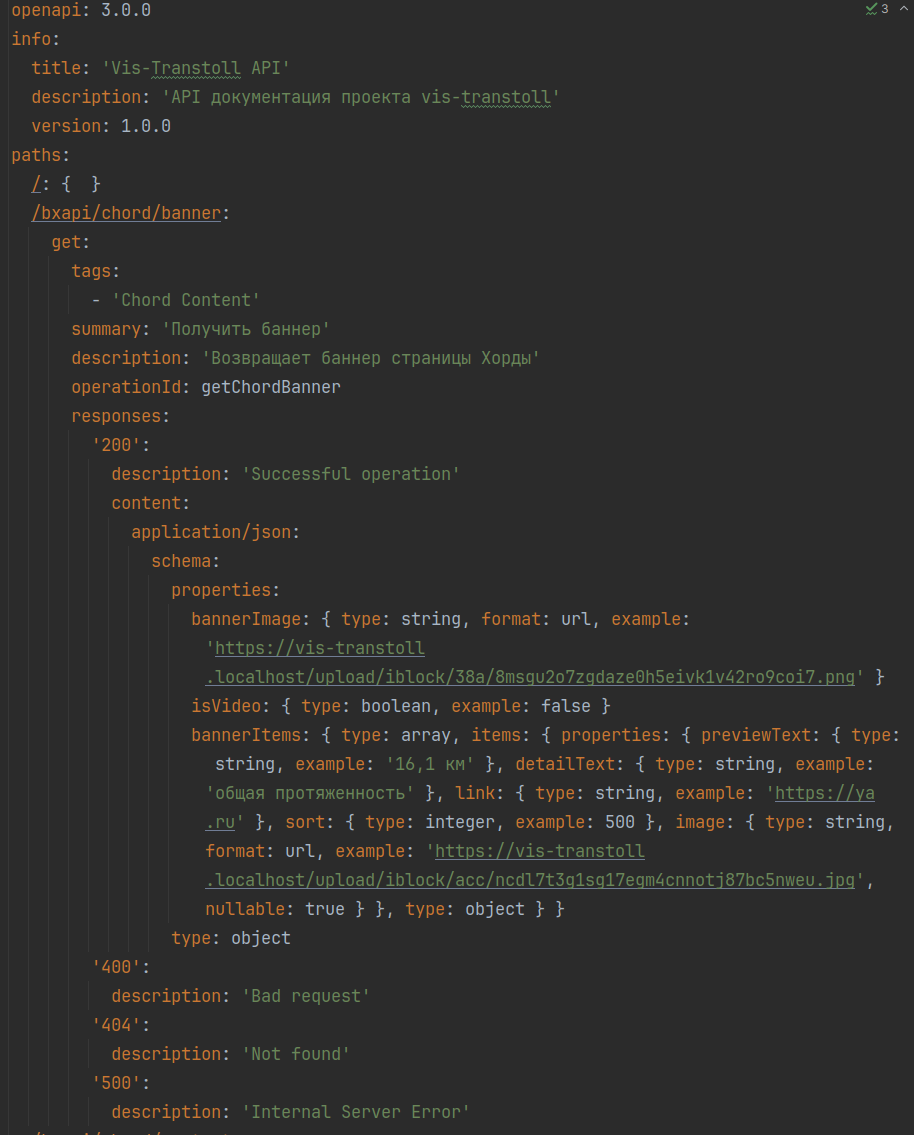 openapi: 3.0.0
3
info:
title: 'Vis-Transtoll API'
description: 'API документация проекта vis-transtoll'
version: 1.0.0
paths:
/: {  }
/bxapi/chord/banner:
get:
tags:
- 'Chord Content'
summary: 'Получить баннер'
description: 'Возвращает баннер страницы Хорды'
operationId: getChordBanner
responses:
'200':
description: 'Successful operation'
content:
application/json:
schema:
properties:
bannerImage: { type: string, format: url, example:
'https://vis-transtoll
.localhost/upload/iblock/38a/8msgu2o7zgdaze0h5eivk1v42ro9coi7.png' }
isVideo: { type: boolean, example: false }
bannerItems: { type: array, items: { properties: { previewText: { type:
string, example: '16,1 км' }, detailText: { type: string, example:
'общая протяженность' }, link: { type: string, example: 'https://ya
.ru' }, sort: { type: integer, example: 500 }, image: { type: string,
format: url, example: 'https://vis-transtoll
.localhost/upload/iblock/acc/ncdl7t3g1sg17egm4cnnotj87bc5nweu.jpg',
nullable: true } }, type: object } }
type: object
'400':
description: 'Bad request'
'404':
description: 'Not found'
'500':
description: 'Internal Server Error'